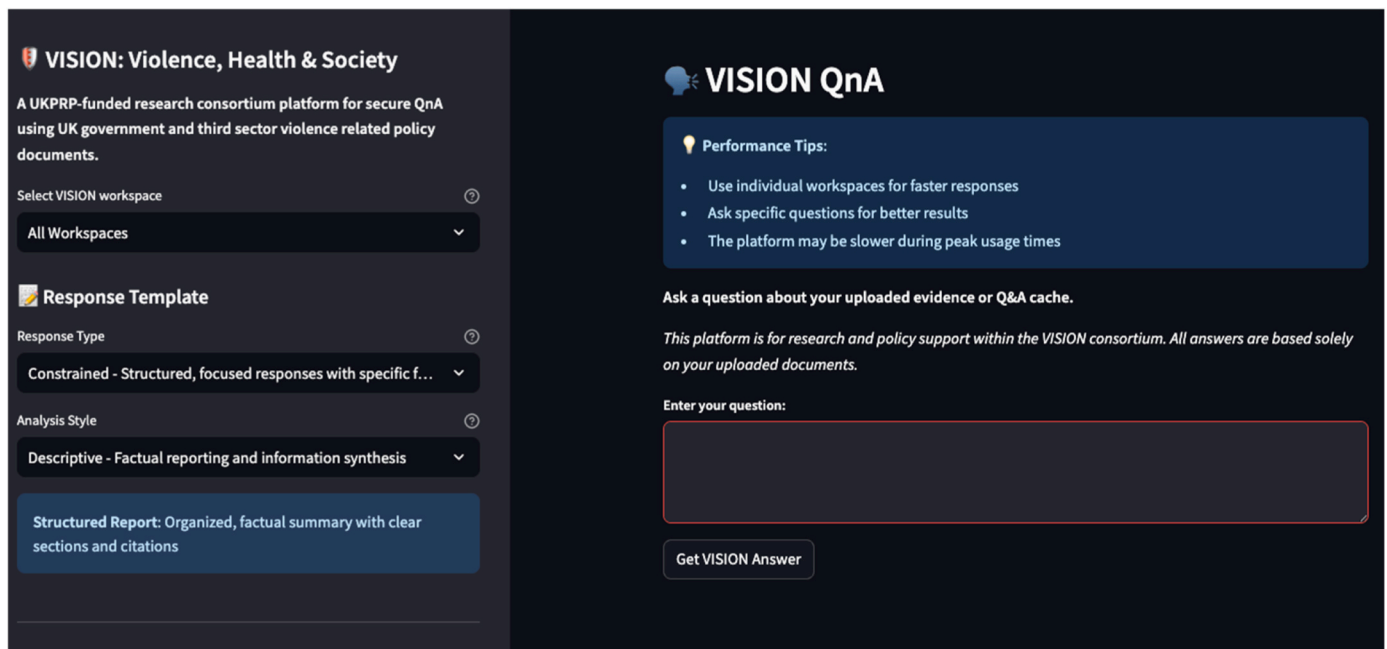 VISION: Violence, Health & Society
A UKPRP-funded research consortium platform for secure QnA
using UK government and third sector violence related policy
documents.
Select VISION workspace
All Workspaces
Response Template
Response Type
Constrained - Structured, focused responses with specific f...
Analysis Style
Descriptive - Factual reporting and information synthesis
Structured Report: Organized, factual summary with clear
sections and citations
VISION QnA
Performance Tips:
• Use individual workspaces for faster responses
• Ask specific questions for better results
• The platform may be slower during peak usage times
Ask a question about your uploaded evidence or Q&A cache.
This platform is for research and policy support within the VISION consortium. All answers are based solely
on your uploaded documents.
Enter your question:
Get VISION Answer